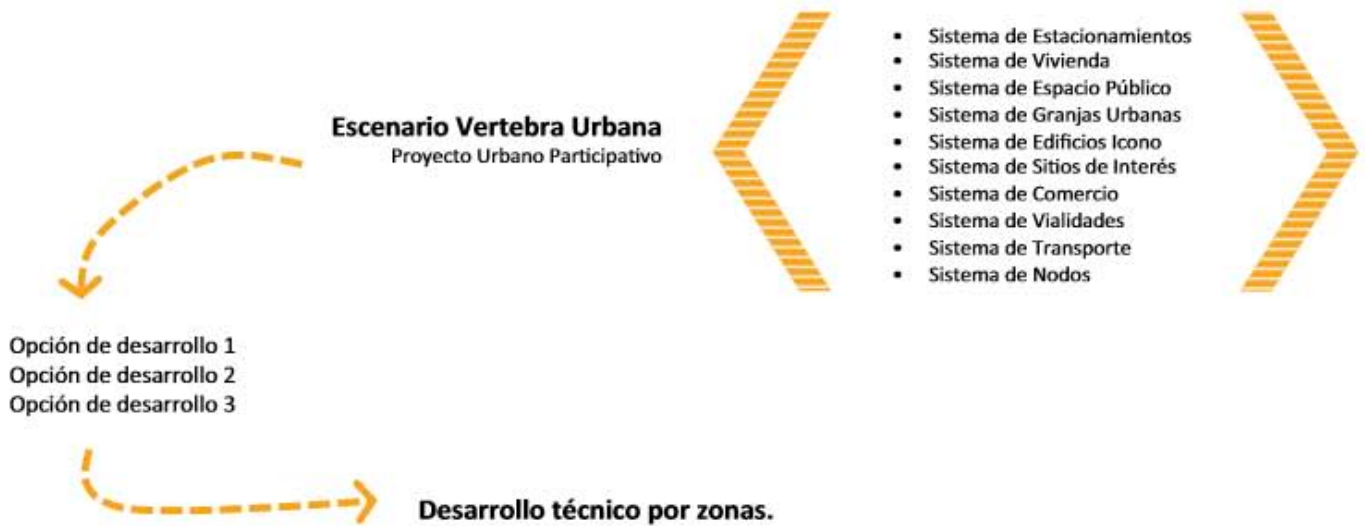 Escenario Vertebra Urbana
Proyecto Urbano Participativo
• Sistema de Estacionamientos
• Sistema de Vivienda
• Sistema de Espacio Público
• Sistema de Granjas Urbanas
• Sistema de Edificios Icono
• Sistema de Sitios de Interés
• Sistema de Comercio
• Sistema de Vialidades
• Sistema de Transporte
• Sistema de Nodos
Opción de desarrollo 1
Opción de desarrollo 2
Opción de desarrollo 3
Desarrollo técnico por zonas.